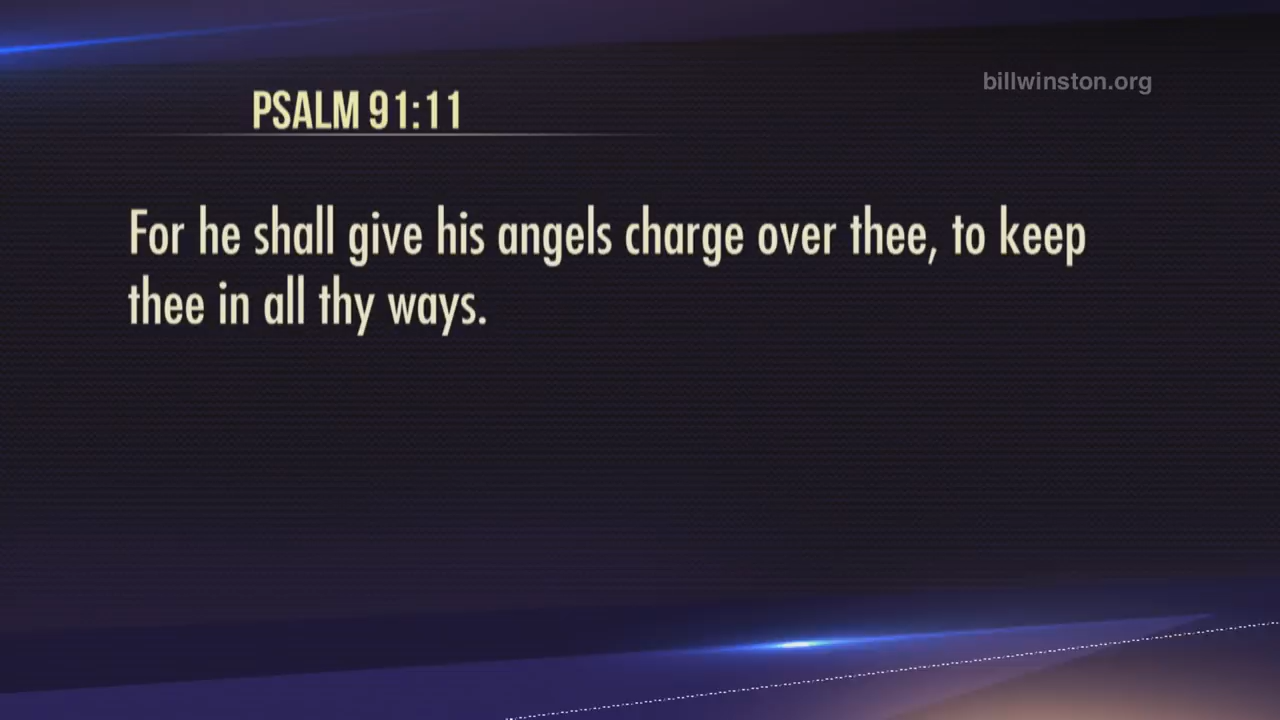 billwinston.org
PSALM 91:11
For he shall give his angels charge over thee, to keep
thee in all thy ways.